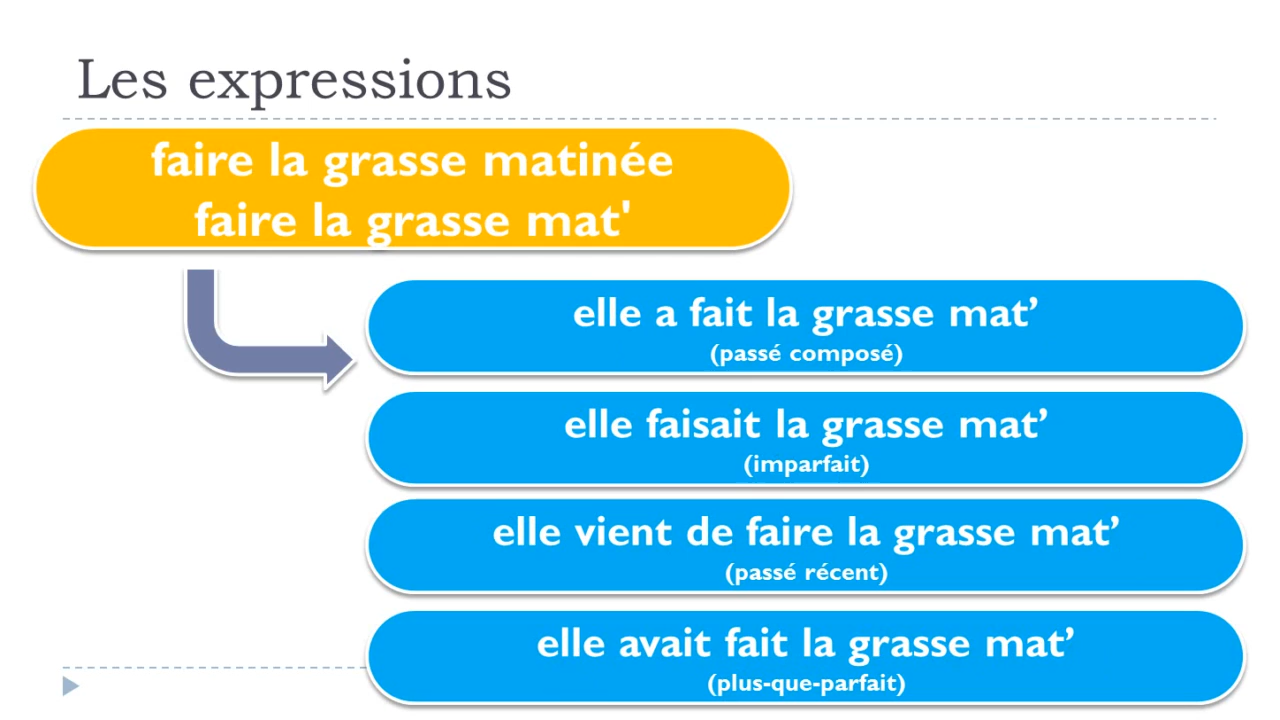 Les expressions
faire la grasse matinée
faire la grasse mat'
elle a fait la grasse mat’
(passé composé)
elle faisait la grasse mat’
(imparfait)
elle vient de faire la grasse mat’
(passé récent)
elle avait fait la grasse mat’
(plus-que-parfait)